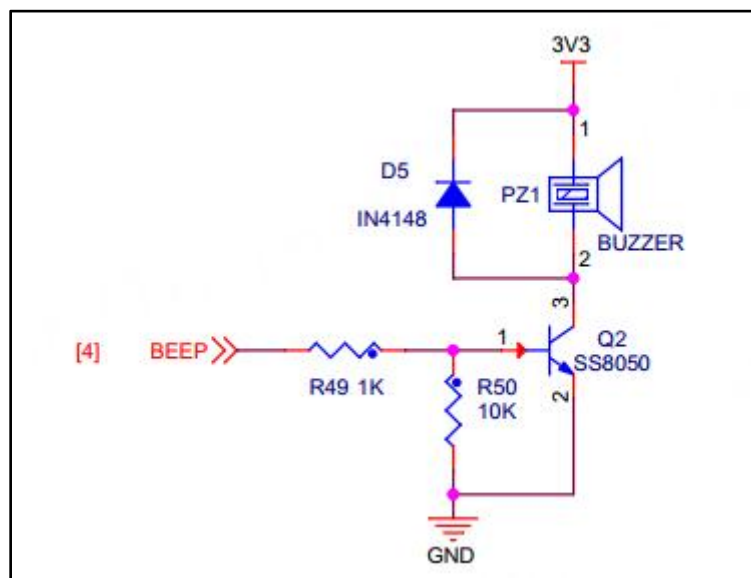 3V3
1
D5
PZ1
IN4148
BUZZER
2
3
[4] BEEP
1
Q2
SS8050
R49 1K
R50
10K
2
GND